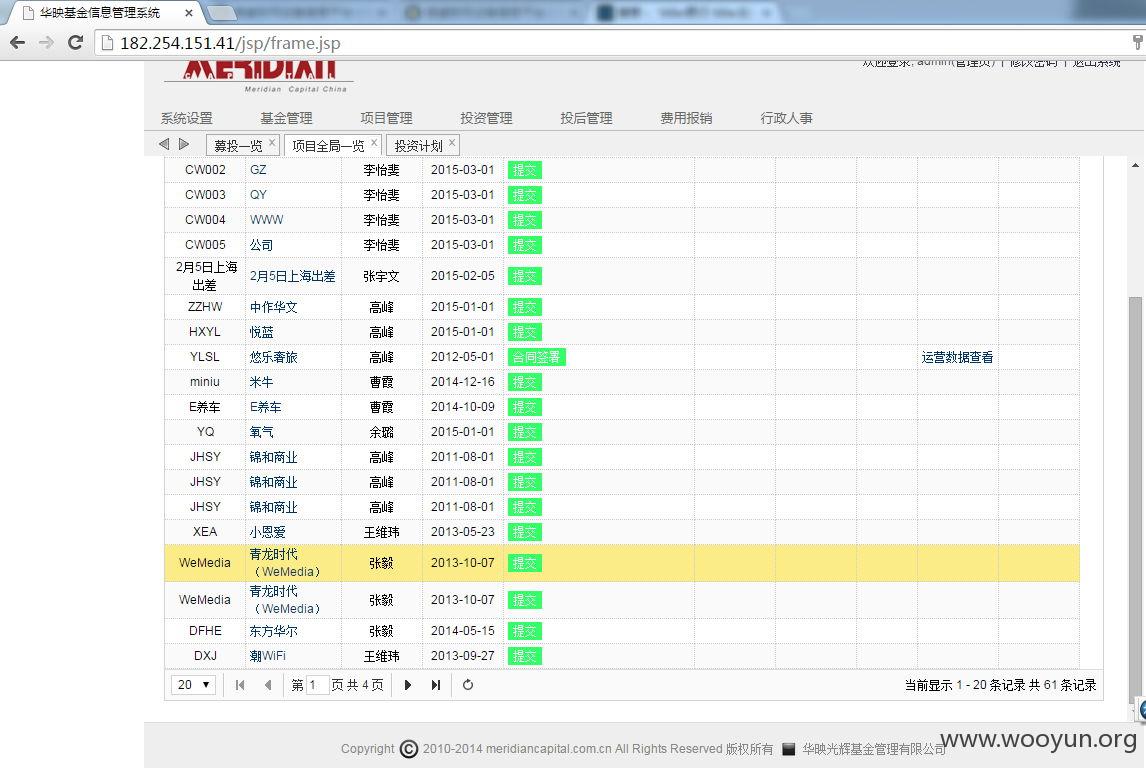 华映基金信息管理系统
182.254.151.41/jsp/frame.jsp
MERIDIAN
CAPITAL
欢迎登录, admin(管理员) | 修改密码 | 退出系统
Meridian Capital China
系统设置 基金管理 项目管理 投资管理 投后管理 费用报销 行政人事
募投一览 项目全局一览 投资计划
CW002 GZ 李怡斐 2015-03-01 提交
CW003 QY 李怡斐 2015-03-01 提交
CW004 WWW 李怡斐 2015-03-01 提交
CW005 公司 李怡斐 2015-03-01 提交
2月5日上海
出差 2月5日上海出差 张宇文 2015-02-05 提交
ZZHW 中作华文 高峰 2015-01-01 提交
HXYL 悦蓝 高峰 2015-01-01 提交
YLSL 悠乐奢旅 高峰 2012-05-01 合同签署 运营数据查看
miniu 米牛 曹霞 2014-12-16 提交
E养车 E养车 曹霞 2014-10-09 提交
YQ 氧气 余璐 2015-01-01 提交
JHSY 锦和商业 高峰 2011-08-01 提交
JHSY 锦和商业 高峰 2011-08-01 提交
JHSY 锦和商业 高峰 2011-08-01 提交
XEA 小恩爱 王维玮 2013-05-23 提交
WeMedia 青龙时代
（WeMedia） 张毅 2013-10-07 提交
WeMedia 青龙时代
（WeMedia） 张毅 2013-10-07 提交
DFHE 东方华尔 张毅 2014-05-15 提交
DXJ 潮WiFi 王维玮 2013-09-27 提交
20 第 1 页 共 4 页 当前显示 1 - 20 条记录 共 61 条记录
Copyright © 2010-2014 meridiancapital.com.cn All Rights Reserved 版权所有 华映光辉基金管理有限公司
www.wooyun.org